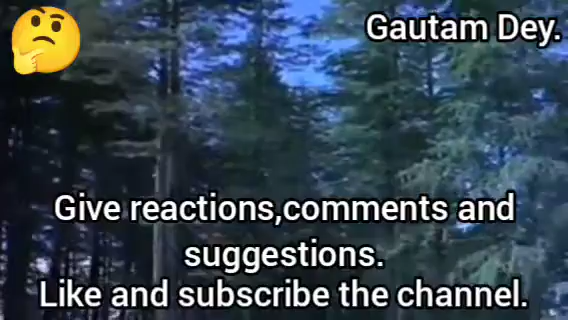 Gautam Dey.
Give reactions,comments and
suggestions.
Like and subscribe the channel.